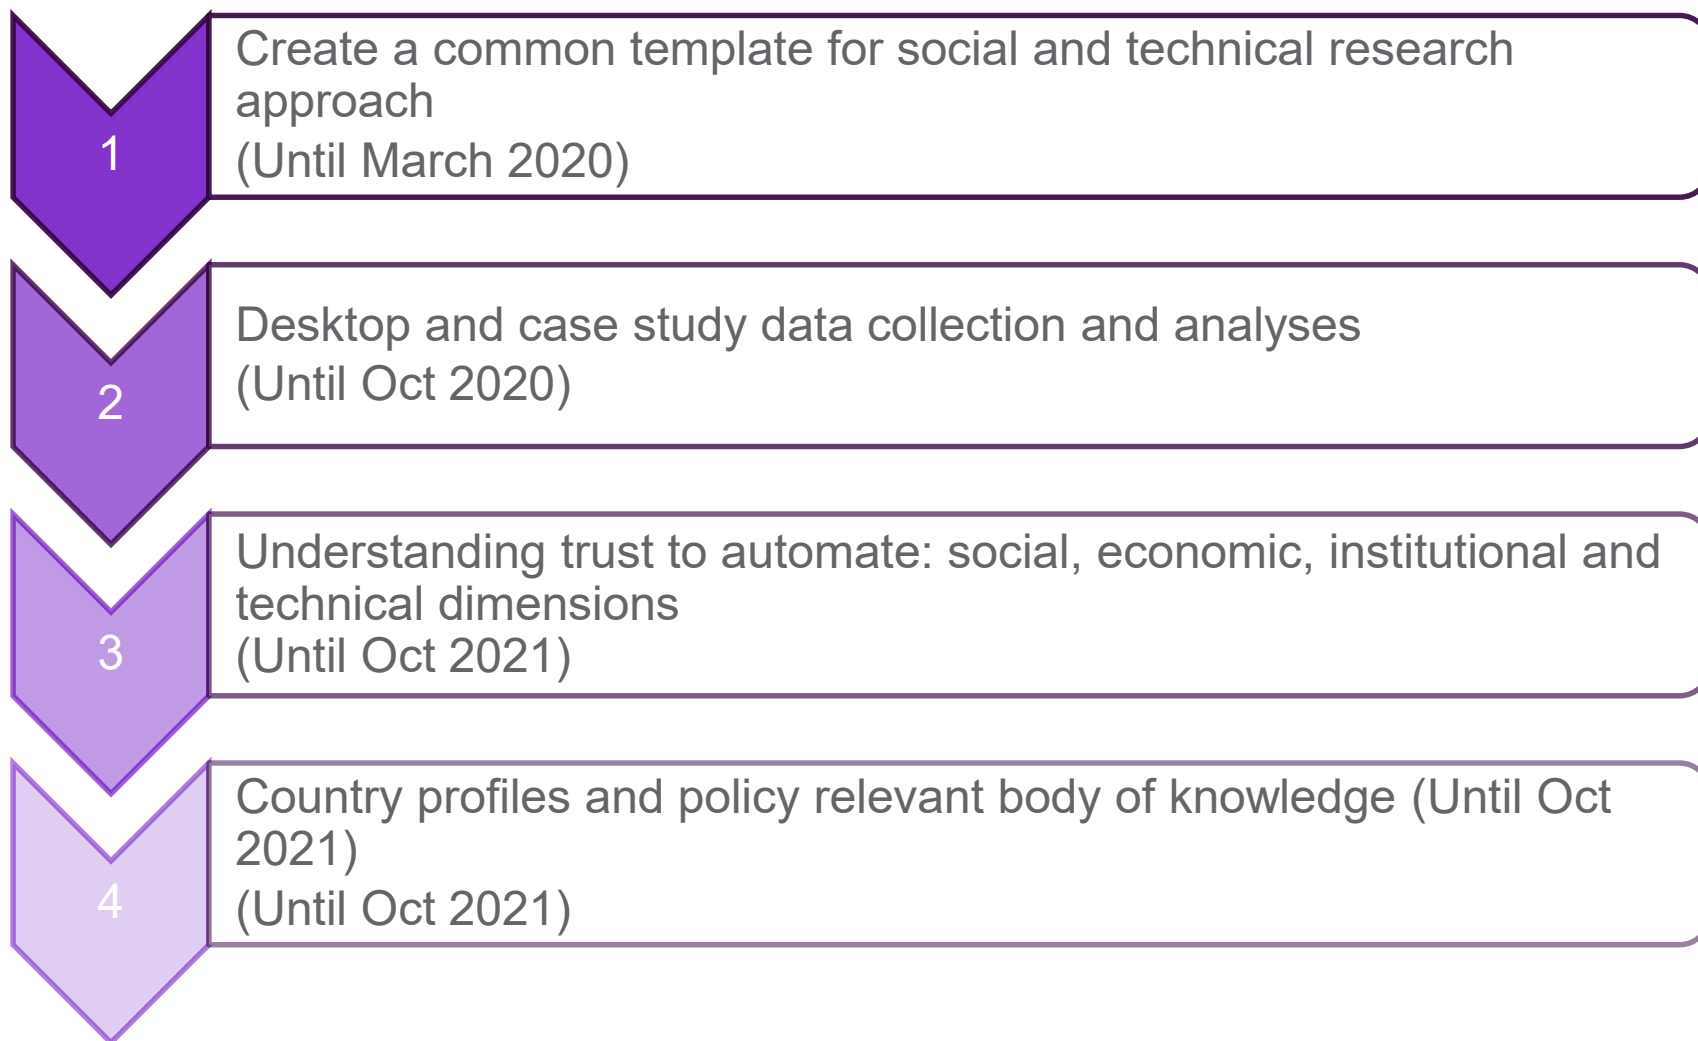 1
Create a common template for social and technical research
approach
(Until March 2020)
2
Desktop and case study data collection and analyses
(Until Oct 2020)
3
Understanding trust to automate: social, economic, institutional and
technical dimensions
(Until Oct 2021)
4
Country profiles and policy relevant body of knowledge (Until Oct
2021)
(Until Oct 2021)